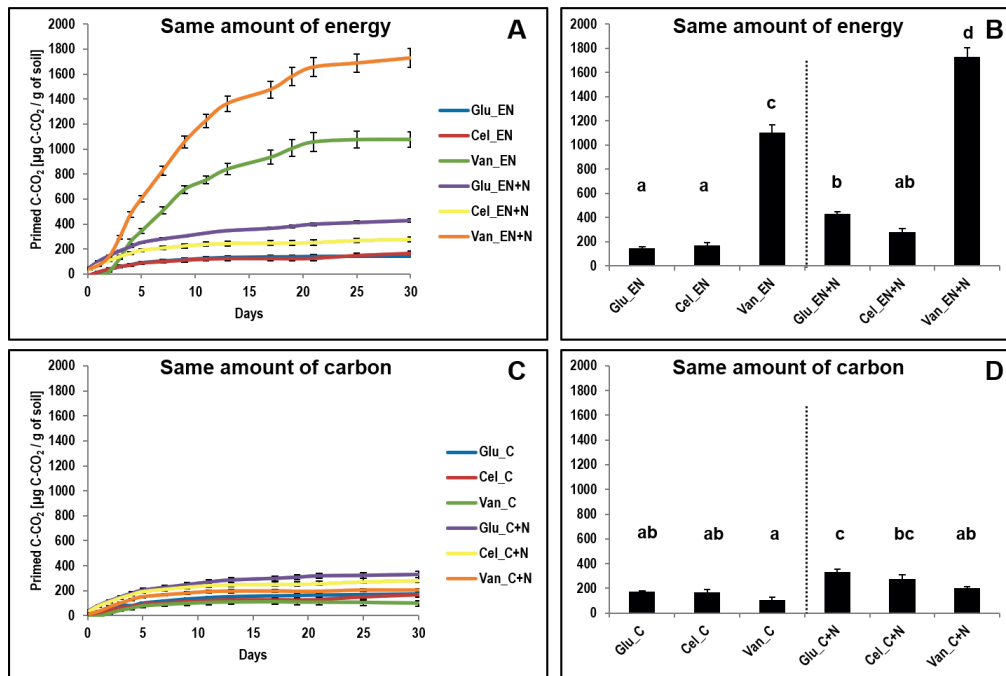 Same amount of energy
A
Primed C-CO₂ [µg C-CO₂ / g of soil]
2000
1800
1600
1400
1200
1000
800
600
400
200
0
0 5 10 15 20 25 30
Days
Glu_EN
Cel_EN
Van_EN
Glu_EN+N
Cel_EN+N
Van_EN+N
Same amount of energy
B
2000
1800
1600
1400
1200
1000
800
600
400
200
0
a a c b ab d
Glu_EN Cel_EN Van_EN Glu_EN+N Cel_EN+N Van_EN+N
Same amount of carbon
C
Primed C-CO₂ [µg C-CO₂ / g of soil]
2000
1800
1600
1400
1200
1000
800
600
400
200
0
0 5 10 15 20 25 30
Days
Glu_C
Cel_C
Van_C
Glu_C+N
Cel_C+N
Van_C+N
Same amount of carbon
D
2000
1800
1600
1400
1200
1000
800
600
400
200
0
ab ab a c bc ab
Glu_C Cel_C Van_C Glu_C+N Cel_C+N Van_C+N